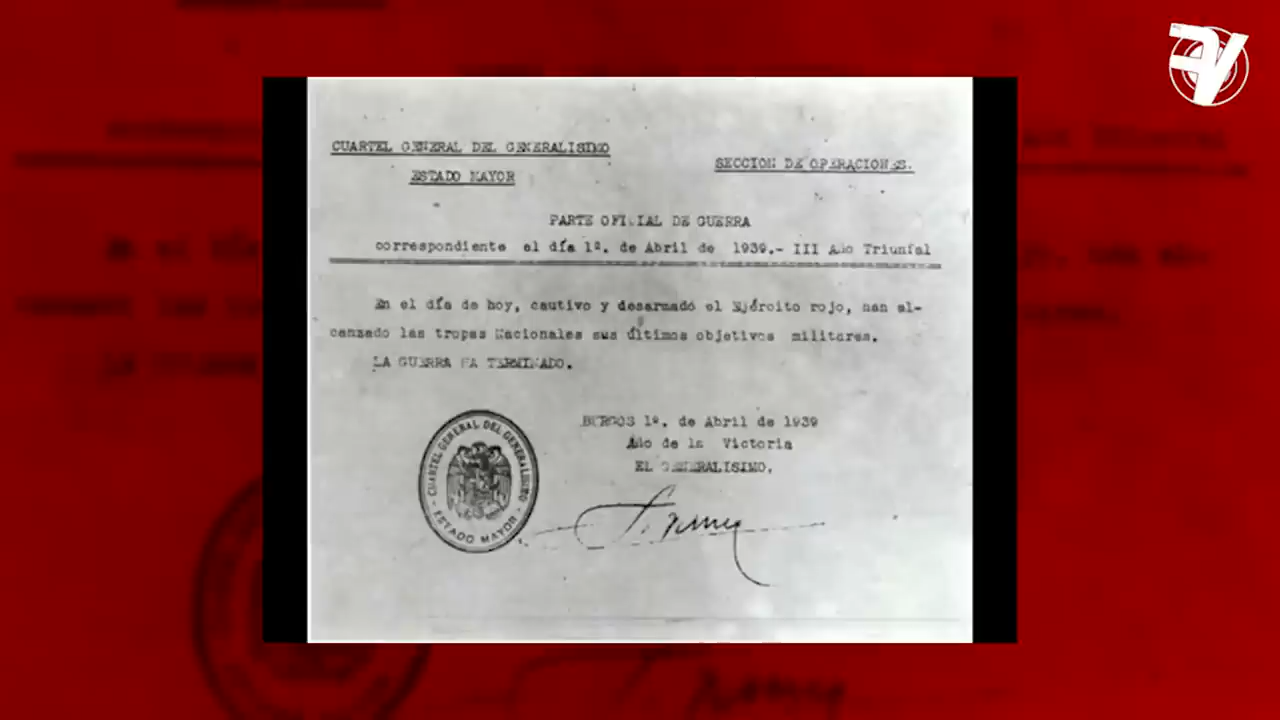 CUARTEL GENERAL DEL GENERALISIMO
ESTADO MAYOR
SECCION DE OPERACIONES.
PARTE OFICIAL DE GUERRA
correspondiente al día 1º. de Abril de 1939.- III Año Triunfal
En el día de hoy, cautivo y desarmado el Ejército rojo, han al-
canzado las tropas Nacionales sus últimos objetivos militares.
LA GUERRA HA TERMINADO.
BURGOS 1º. de Abril de 1939
Año de la Victoria
EL GENERALISIMO,
CUARTEL GENERAL DEL GENERALISIMO
- ESTADO MAYOR -